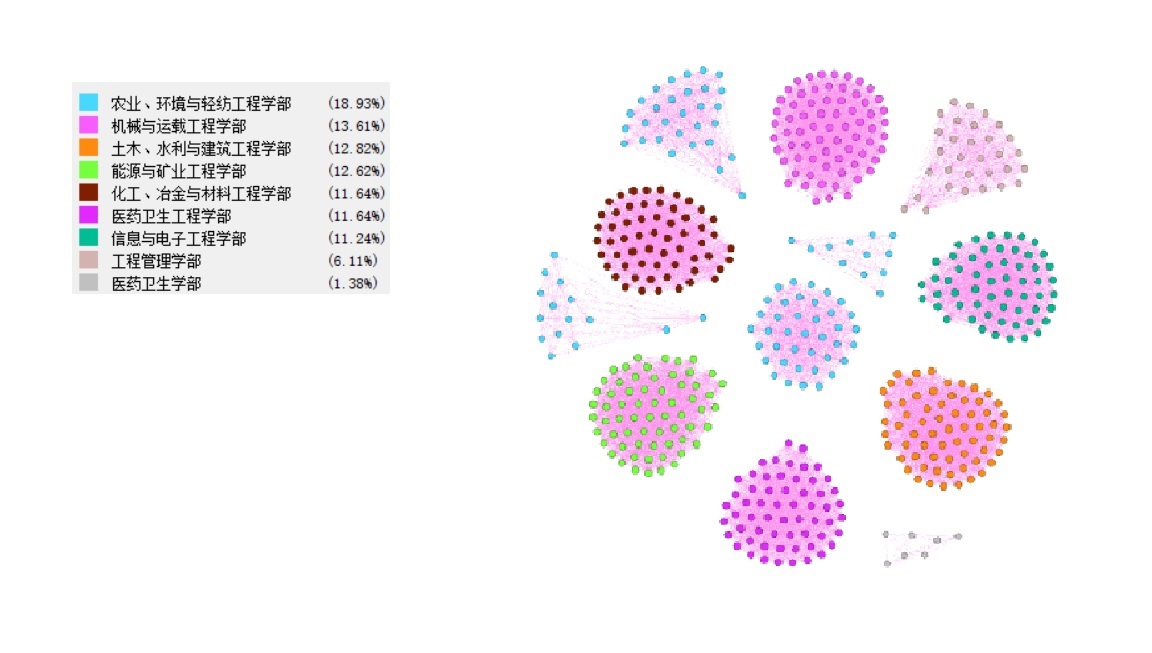 农业、环境与轻纺工程学部 (18.93%)
机械与运载工程学部 (13.61%)
土木、水利与建筑工程学部 (12.82%)
能源与矿业工程学部 (12.62%)
化工、冶金与材料工程学部 (11.64%)
医药卫生工程学部 (11.64%)
信息与电子工程学部 (11.24%)
工程管理学部 (6.11%)
医药卫生学部 (1.38%)